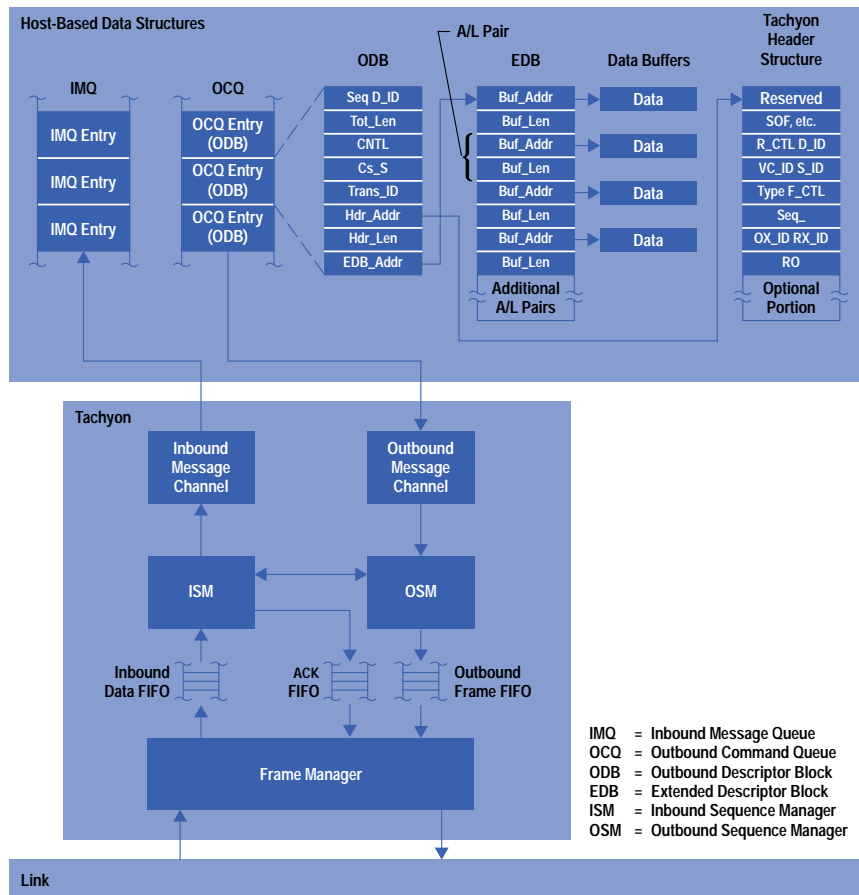 Host-Based Data Structures
A/L Pair
Tachyon
Header
Structure
IMQ
OCQ
ODB
EDB
Data Buffers
IMQ Entry
IMQ Entry
IMQ Entry
OCQ Entry
(ODB)
OCQ Entry
(ODB)
OCQ Entry
(ODB)
Seq D_ID
Tot_Len
CNTL
Cs_S
Trans_ID
Hdr_Addr
Hdr_Len
EDB_Addr
Buf_Addr
Buf_Len
Buf_Addr
Buf_Len
Buf_Addr
Buf_Len
Buf_Addr
Buf_Len
Additional
A/L Pairs
Data
Data
Data
Data
Reserved
SOF, etc.
R_CTL D_ID
VC_ID S_ID
Type F_CTL
Seq_
OX_ID RX_ID
RO
Optional
Portion
Tachyon
Inbound
Message
Channel
Outbound
Message
Channel
ISM
OSM
Inbound
Data FIFO
ACK
FIFO
Outbound
Frame FIFO
Frame Manager
IMQ = Inbound Message Queue
OCQ = Outbound Command Queue
ODB = Outbound Descriptor Block
EDB = Extended Descriptor Block
ISM = Inbound Sequence Manager
OSM = Outbound Sequence Manager
Link